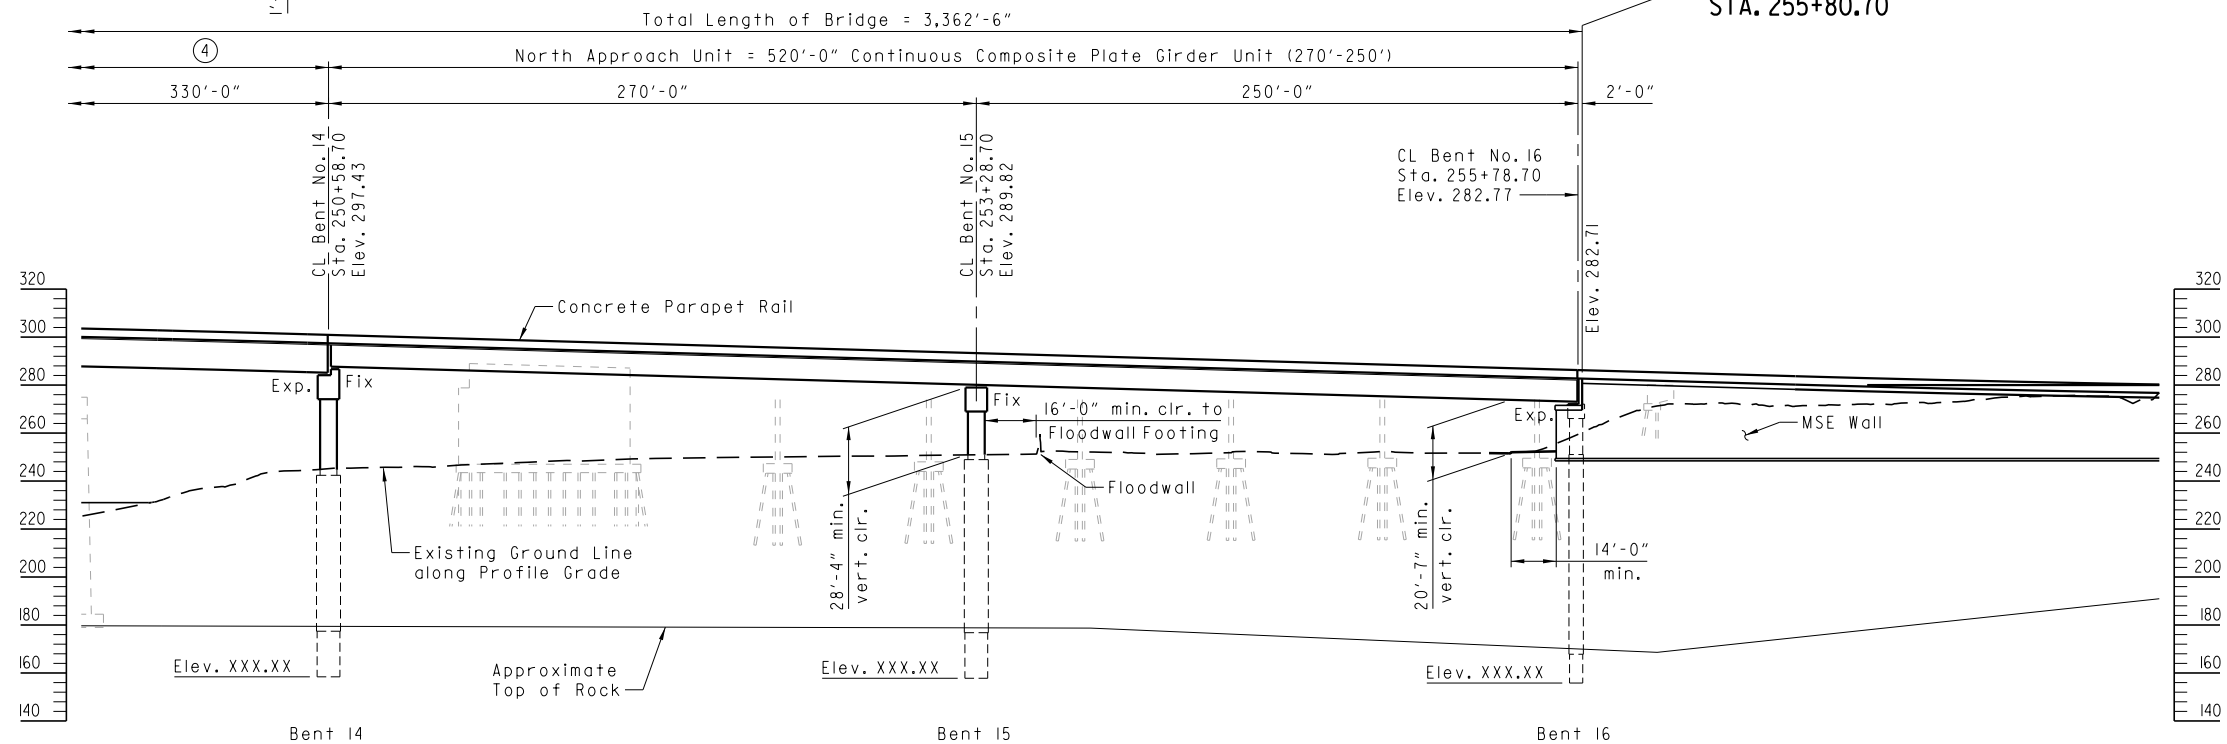 STA. 255+80.70
Total Length of Bridge = 3,362'-6"
4
North Approach Unit = 520'-0" Continuous Composite Plate Girder Unit (270'-250')
330'-0"
270'-0"
250'-0"
2'-0"
CL Bent No. 14
Sta. 250+58.70
Elev. 297.43
CL Bent No. 15
Sta. 253+28.70
Elev. 289.82
CL Bent No. 16
Sta. 255+78.70
Elev. 282.77
Elev. 282.71
320
300
280
260
240
220
200
180
160
140
Concrete Parapet Rail
Exp.
Fix
Fix
16'-0" min. clr. to
Floodwall Footing
Exp.
MSE Wall
Floodwall
28'-4" min.
vert. clr.
20'-7" min.
vert. clr.
14'-0"
min.
Existing Ground Line
along Profile Grade
Elev. XXX.XX
Approximate
Top of Rock
Elev. XXX.XX
Elev. XXX.XX
Bent 14
Bent 15
Bent 16
320
300
280
260
240
220
200
180
160
140